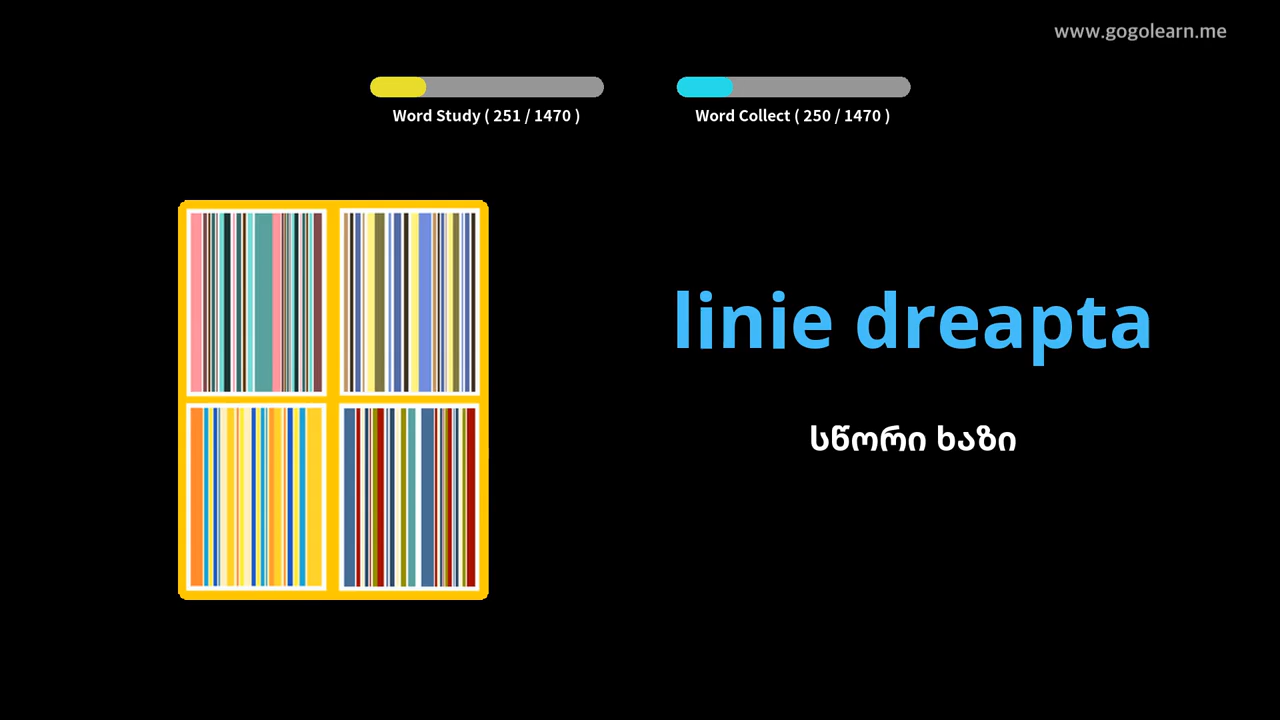 www.gogolearn.me
Word Study ( 251 / 1470 )
Word Collect ( 250 / 1470 )
linie dreapta
სწორი ხაზი